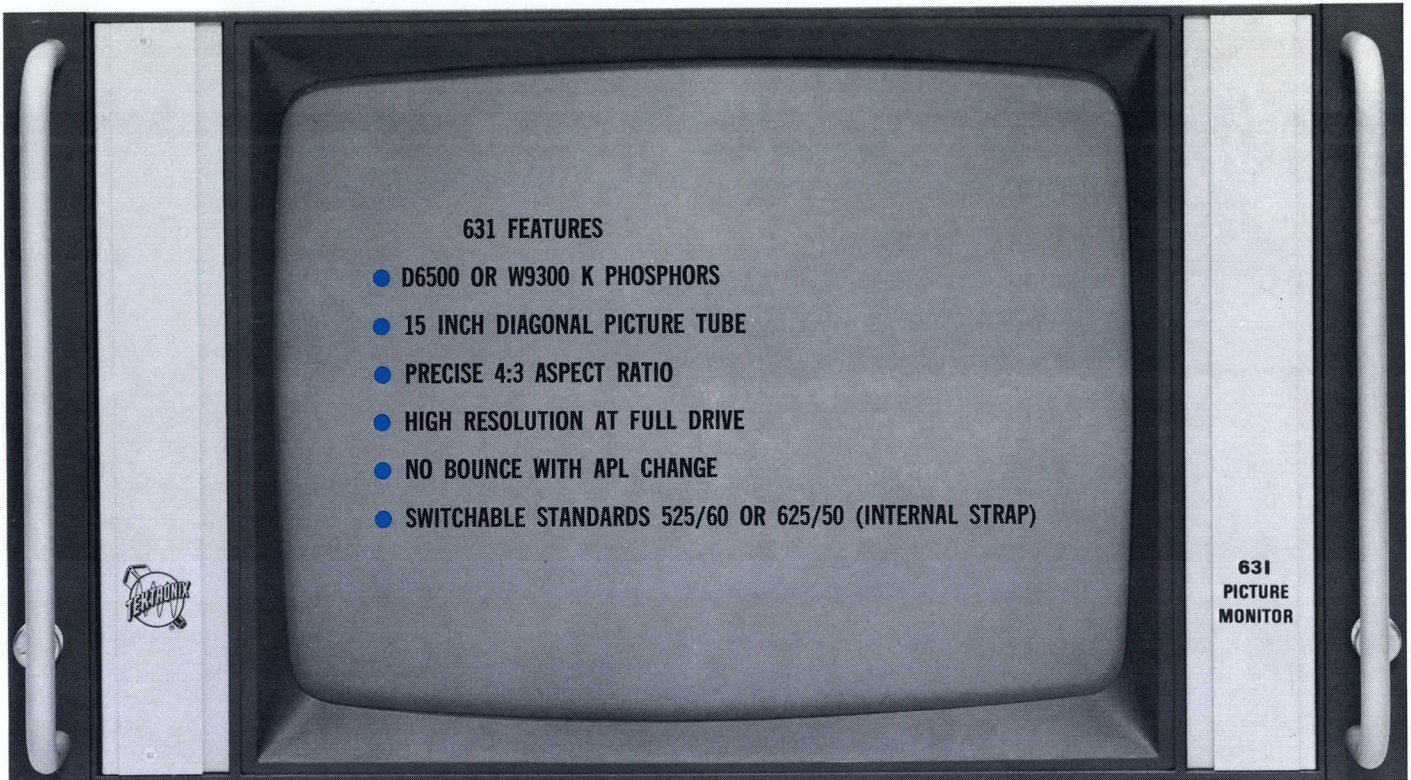 631 FEATURES
D6500 OR W9300 K PHOSPHORS
15 INCH DIAGONAL PICTURE TUBE
PRECISE 4:3 ASPECT RATIO
HIGH RESOLUTION AT FULL DRIVE
NO BOUNCE WITH APL CHANGE
SWITCHABLE STANDARDS 525/60 OR 625/50 (INTERNAL STRAP)
TEKTRONIX
®
631
PICTURE
MONITOR